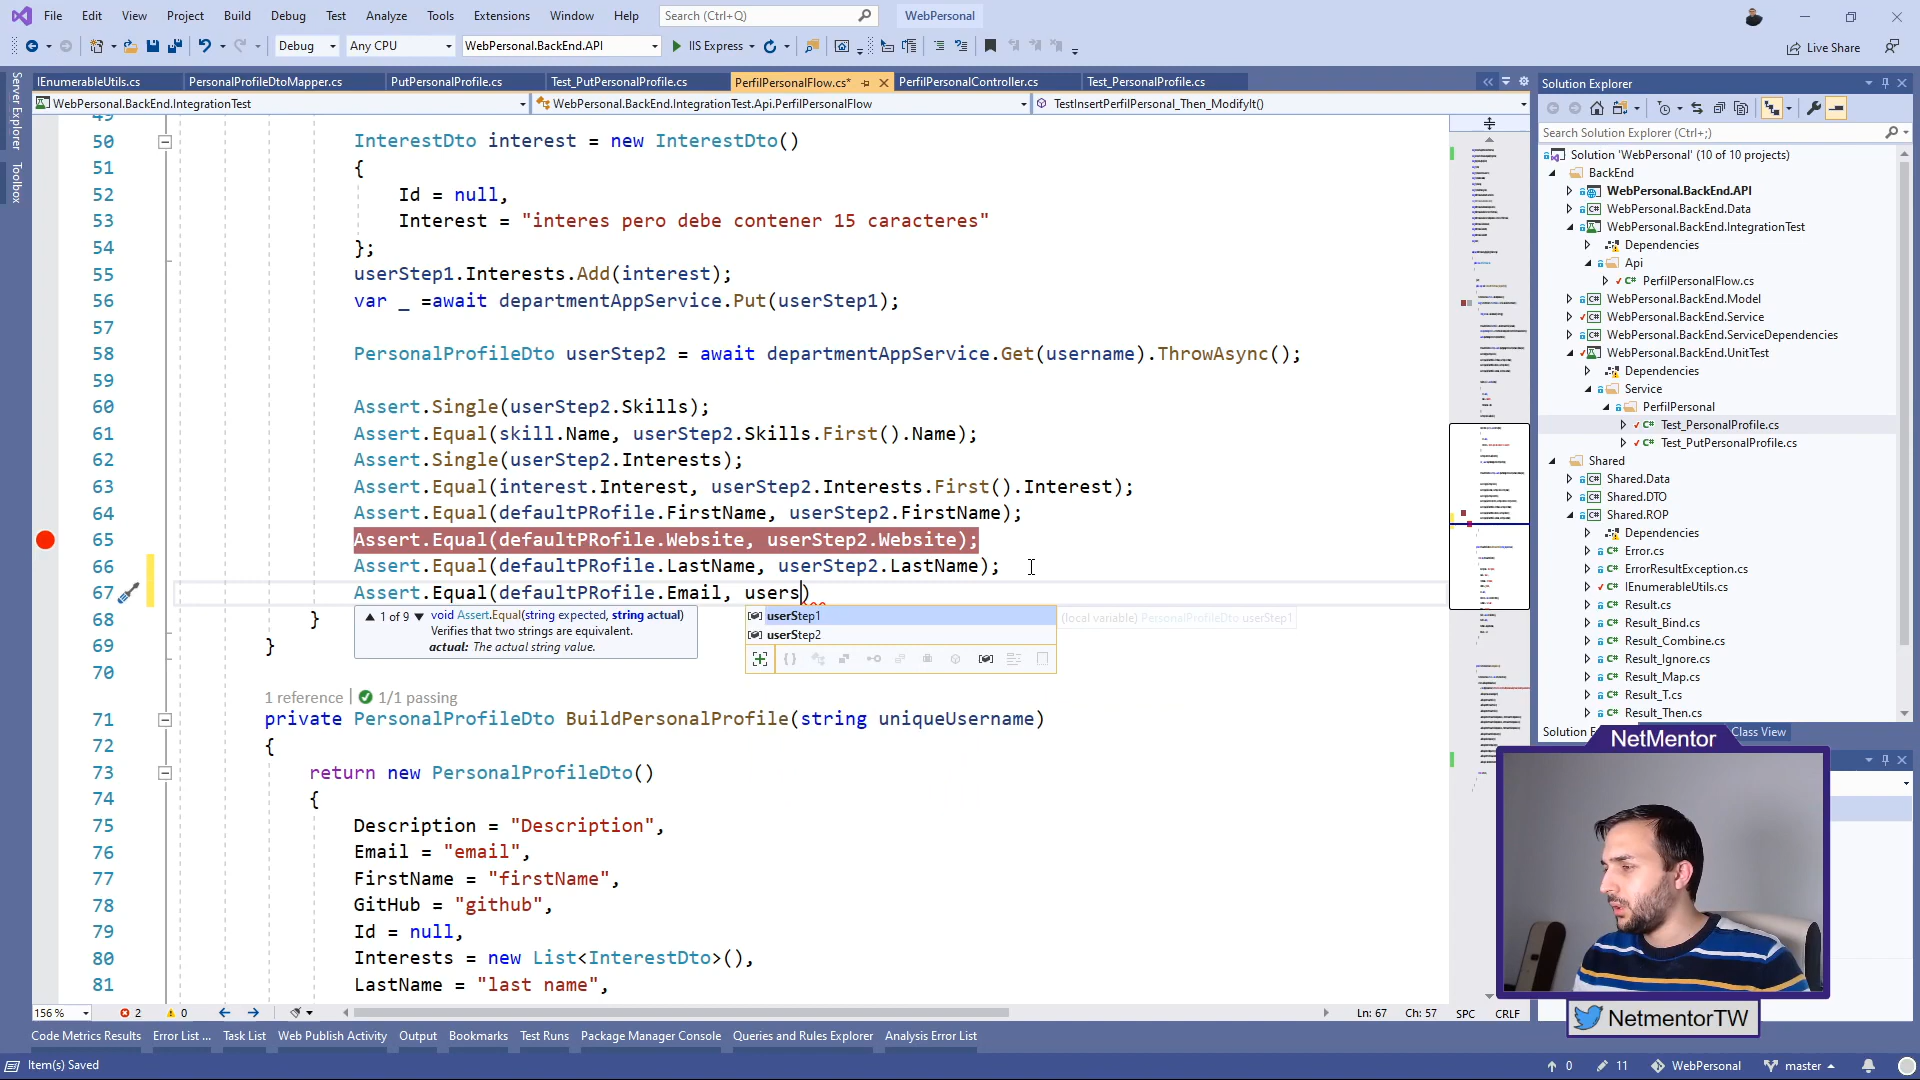 File Edit View Project Build Debug Test Analyze Tools Extensions Window Help Search (Ctrl+Q) WebPersonal
Debug Any CPU WebPersonal.BackEnd.API IIS Express Live Share
IEnumerableUtils.cs PersonalProfileDtoMapper.cs PutPersonalProfile.cs Test_PutPersonalProfile.cs PerfilPersonalFlow.cs* PerfilPersonalController.cs Test_PersonalProfile.cs
WebPersonal.BackEnd.IntegrationTest WebPersonal.BackEnd.IntegrationTest.Api.PerfilPersonalFlow TestInsertPerfilPersonal_Then_ModifyIt()
Server Explorer
Toolbox
49
50 InterestDto interest = new InterestDto()
51 {
52 Id = null,
53 Interest = "interes pero debe contener 15 caracteres"
54 };
55 userStep1.Interests.Add(interest);
56 var _ =await departmentAppService.Put(userStep1);
57
58 PersonalProfileDto userStep2 = await departmentAppService.Get(username).ThrowAsync();
59
60 Assert.Single(userStep2.Skills);
61 Assert.Equal(skill.Name, userStep2.Skills.First().Name);
62 Assert.Single(userStep2.Interests);
63 Assert.Equal(interest.Interest, userStep2.Interests.First().Interest);
64 Assert.Equal(defaultPRofile.FirstName, userStep2.FirstName);
65 Assert.Equal(defaultPRofile.Website, userStep2.Website);
66 Assert.Equal(defaultPRofile.LastName, userStep2.LastName);
67 Assert.Equal(defaultPRofile.Email, users)
68 }
69 }
70
1 of 9 void Assert.Equal(string expected, string actual)
Verifies that two strings are equivalent.
actual: The actual string value.
userStep1
userStep2
(local variable) PersonalProfileDto userStep1
1 reference | 1/1 passing
71 private PersonalProfileDto BuildPersonalProfile(string uniqueUsername)
72 {
73 return new PersonalProfileDto()
74 {
75 Description = "Description",
76 Email = "email",
77 FirstName = "firstName",
78 GitHub = "github",
79 Id = null,
80 Interests = new List<InterestDto>(),
81 LastName = "last name",
156 % 2 0 Ln: 67 Ch: 57 SPC CRLF
Code Metrics Results Error List ... Task List Web Publish Activity Output Bookmarks Test Runs Package Manager Console Queries and Rules Explorer Analysis Error List
Item(s) Saved 0 11 WebPersonal master
Solution Explorer
Search Solution Explorer (Ctrl+;)
Solution 'WebPersonal' (10 of 10 projects)
BackEnd
WebPersonal.BackEnd.API
WebPersonal.BackEnd.Data
WebPersonal.BackEnd.IntegrationTest
Dependencies
Api
PerfilPersonalFlow.cs
WebPersonal.BackEnd.Model
WebPersonal.BackEnd.Service
WebPersonal.BackEnd.ServiceDependencies
WebPersonal.BackEnd.UnitTest
Dependencies
Service
PerfilPersonal
Test_PersonalProfile.cs
Test_PutPersonalProfile.cs
Shared
Shared.Data
Shared.DTO
Shared.ROP
Dependencies
Error.cs
ErrorResultException.cs
IEnumerableUtils.cs
Result.cs
Result_Bind.cs
Result_Combine.cs
Result_Ignore.cs
Result_Map.cs
Result_T.cs
Result_Then.cs
Solution E Class View
NetMentor
NetmentorTW